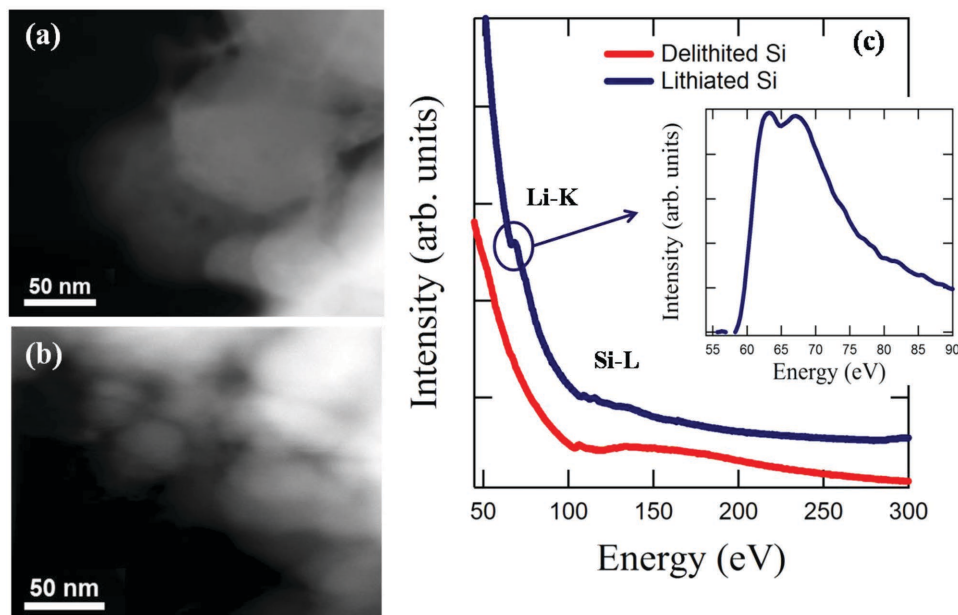 (a)
50 nm
(b)
50 nm
(c)
Delithited Si
Lithiated Si
Li-K
Si-L
Intensity (arb. units)
50 100 150 200 250 300
Energy (eV)
Intensity (arb. units)
55 60 65 70 75 80 85 90
Energy (eV)